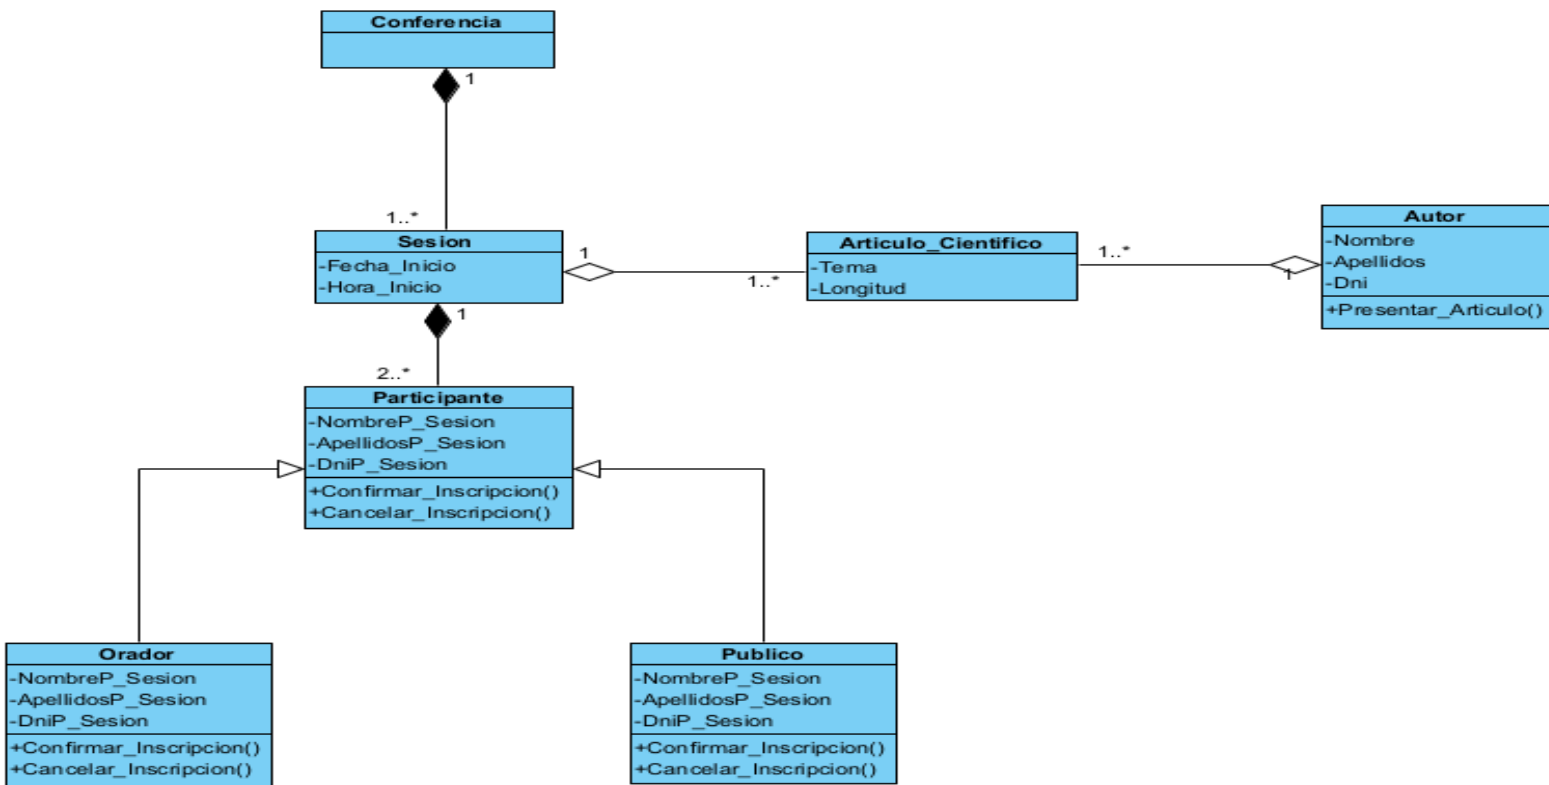 Conferencia
1
1..*
Sesion
-Fecha_Inicio
-Hora_Inicio
1
1..*
Articulo_Cientifico
-Tema
-Longitud
1..*
1
Autor
-Nombre
-Apellidos
-Dni
+Presentar_Articulo()
1
2..*
Participante
-NombreP_Sesion
-ApellidosP_Sesion
-DniP_Sesion
+Confirmar_Inscripcion()
+Cancelar_Inscripcion()
Orador
-NombreP_Sesion
-ApellidosP_Sesion
-DniP_Sesion
+Confirmar_Inscripcion()
+Cancelar_Inscripcion()
Publico
-NombreP_Sesion
-ApellidosP_Sesion
-DniP_Sesion
+Confirmar_Inscripcion()
+Cancelar_Inscripcion()